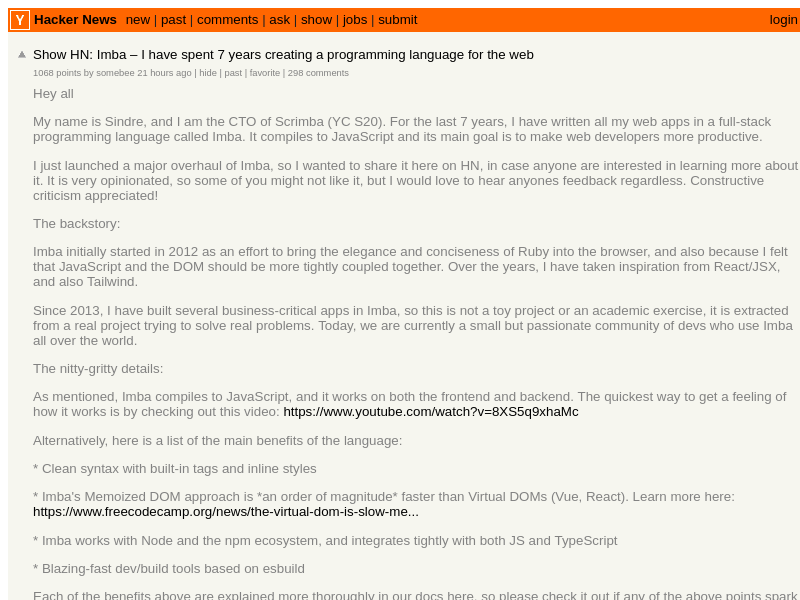 Y Hacker News new | past | comments | ask | show | jobs | submit login
▲ Show HN: Imba – I have spent 7 years creating a programming language for the web
1068 points by somebee 21 hours ago | hide | past | favorite | 298 comments
Hey all
My name is Sindre, and I am the CTO of Scrimba (YC S20). For the last 7 years, I have written all my web apps in a full-stack
programming language called Imba. It compiles to JavaScript and its main goal is to make web developers more productive.
I just launched a major overhaul of Imba, so I wanted to share it here on HN, in case anyone are interested in learning more about
it. It is very opinionated, so some of you might not like it, but I would love to hear anyones feedback regardless. Constructive
criticism appreciated!
The backstory:
Imba initially started in 2012 as an effort to bring the elegance and conciseness of Ruby into the browser, and also because I felt
that JavaScript and the DOM should be more tightly coupled together. Over the years, I have taken inspiration from React/JSX,
and also Tailwind.
Since 2013, I have built several business-critical apps in Imba, so this is not a toy project or an academic exercise, it is extracted
from a real project trying to solve real problems. Today, we are currently a small but passionate community of devs who use Imba
all over the world.
The nitty-gritty details:
As mentioned, Imba compiles to JavaScript, and it works on both the frontend and backend. The quickest way to get a feeling of
how it works is by checking out this video: https://www.youtube.com/watch?v=8XS5q9xhaMc
Alternatively, here is a list of the main benefits of the language:
* Clean syntax with built-in tags and inline styles
* Imba's Memoized DOM approach is *an order of magnitude* faster than Virtual DOMs (Vue, React). Learn more here:
https://www.freecodecamp.org/news/the-virtual-dom-is-slow-me...
* Imba works with Node and the npm ecosystem, and integrates tightly with both JS and TypeScript
* Blazing-fast dev/build tools based on esbuild
Each of the benefits above are explained more thoroughly in our docs here, so please check it out if any of the above points spark